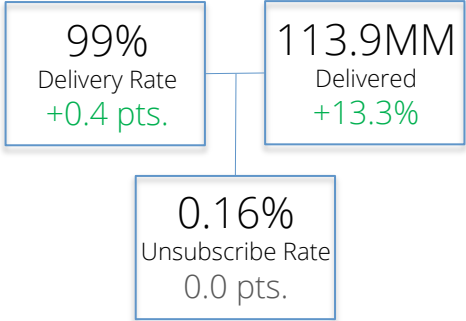 99%
Delivery Rate
+0.4 pts.
113.9MM
Delivered
+13.3%
0.16%
Unsubscribe Rate
0.0 pts.